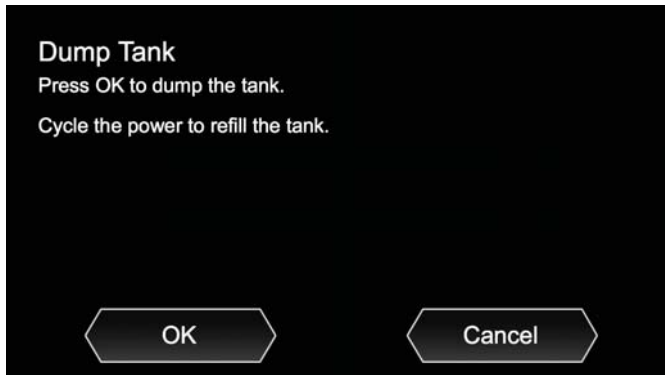 Dump Tank
Press OK to dump the tank.
Cycle the power to refill the tank.
OK
Cancel